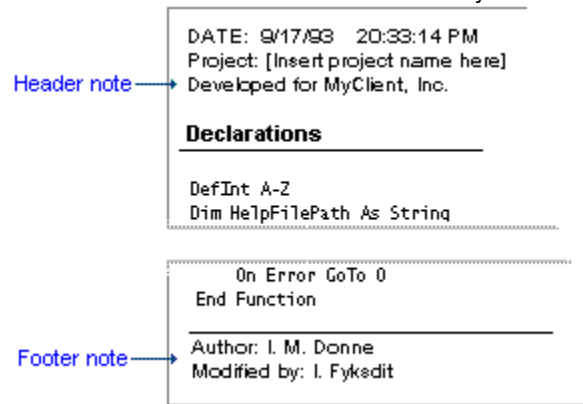 DATE: 9/17/93 20:33:14 PM
Project: [Insert project name here]
Header note
Developed for MyClient, Inc.
Declarations
DefInt A-Z
Dim HelpFilePath As String
On Error GoTo 0
End Function
Footer note
Author: I. M. Donne
Modified by: I. Fyksdit